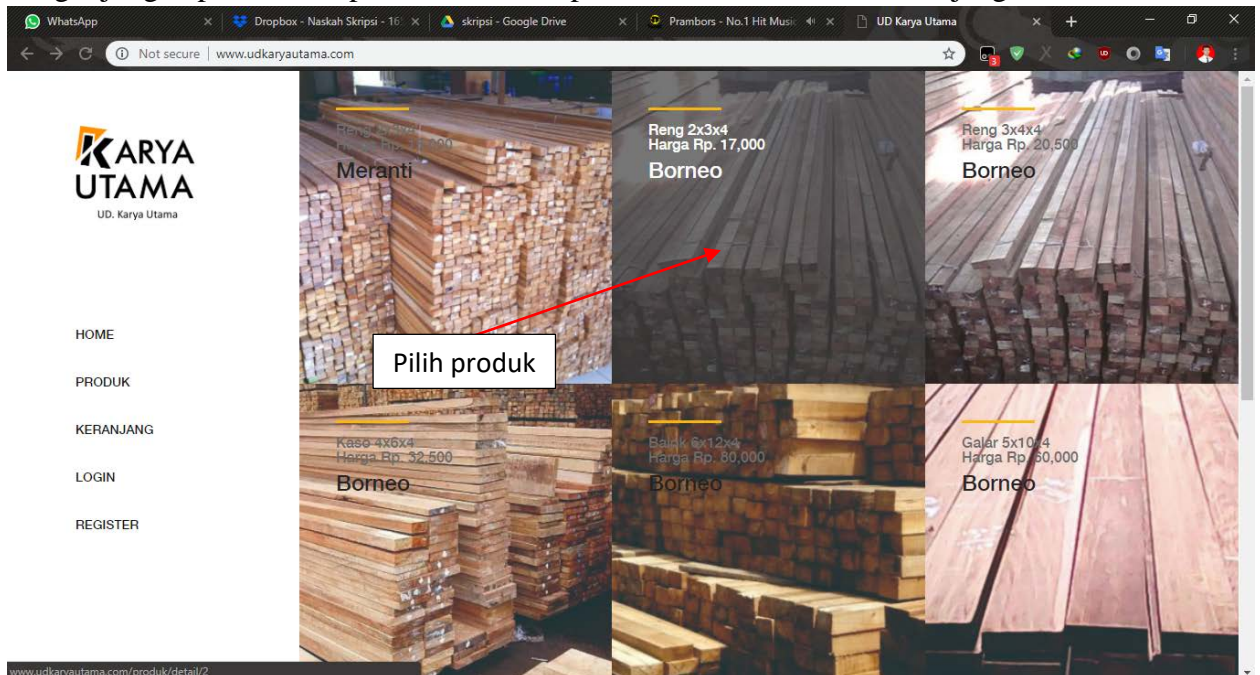 WhatsApp
Dropbox - Naskah Skripsi - 16
skripsi - Google Drive
Prambors - No.1 Hit Music
UD Karya Utama
Not secure | www.udkaryautama.com
3
KARYA
UTAMA
UD. Karya Utama
HOME
PRODUK
KERANJANG
LOGIN
REGISTER
Meranti
Reng 2x3x4
Harga Rp. 17,000
Borneo
Reng 3x4x4
Harga Rp. 20,500
Borneo
Pilih produk
Kaso 4x6x4
Harga Rp. 32,500
Borneo
Balok 6x12x4
Harga Rp. 80,000
Borneo
Galar 5x10x4
Harga Rp. 60,000
Borneo
www.udkaryautama.com/produk/detail/2